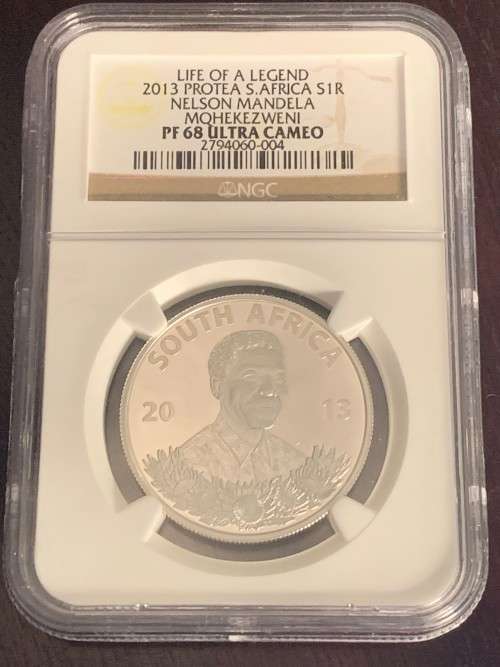 LIFE OF A LEGEND
2013 PROTEA S.AFRICA S1R
NELSON MANDELA
MQHEKEZWENI
PF 68 ULTRA CAMEO
2794060-004
NGC
SOUTH AFRICA
20 13